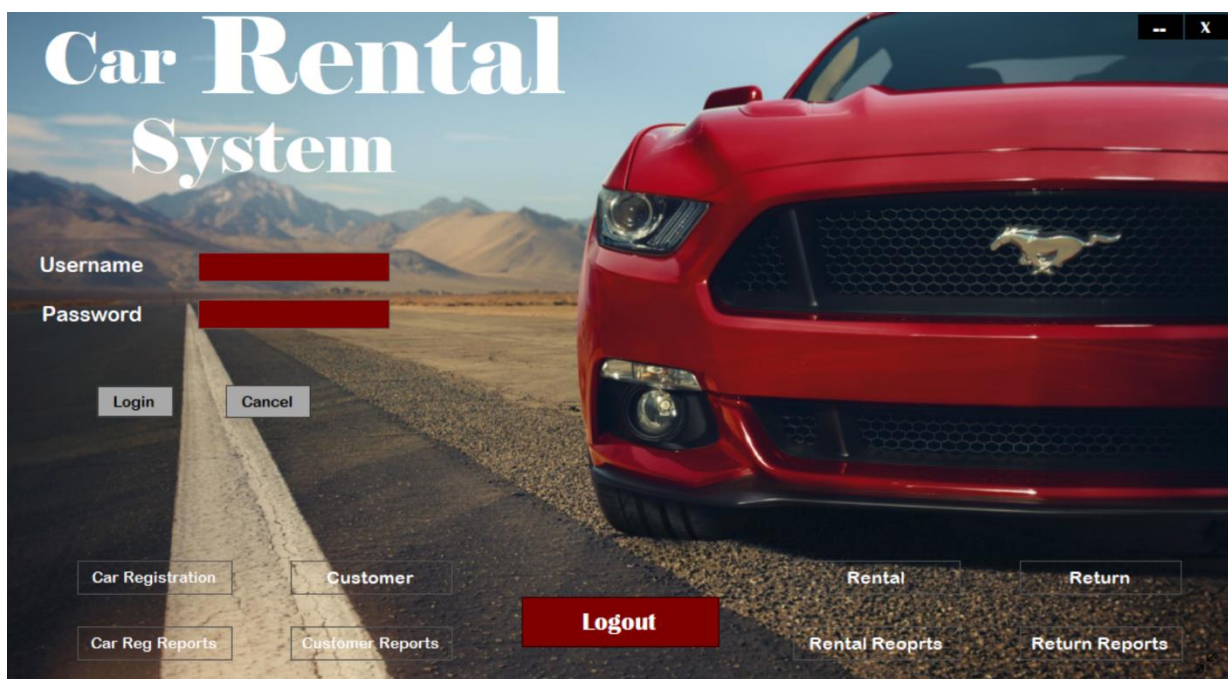 Car Rental
System
-- X
Username
Password
Login Cancel
Car Registration Customer Rental Return
Logout
Car Reg Reports Customer Reports Rental Reoprts Return Reports